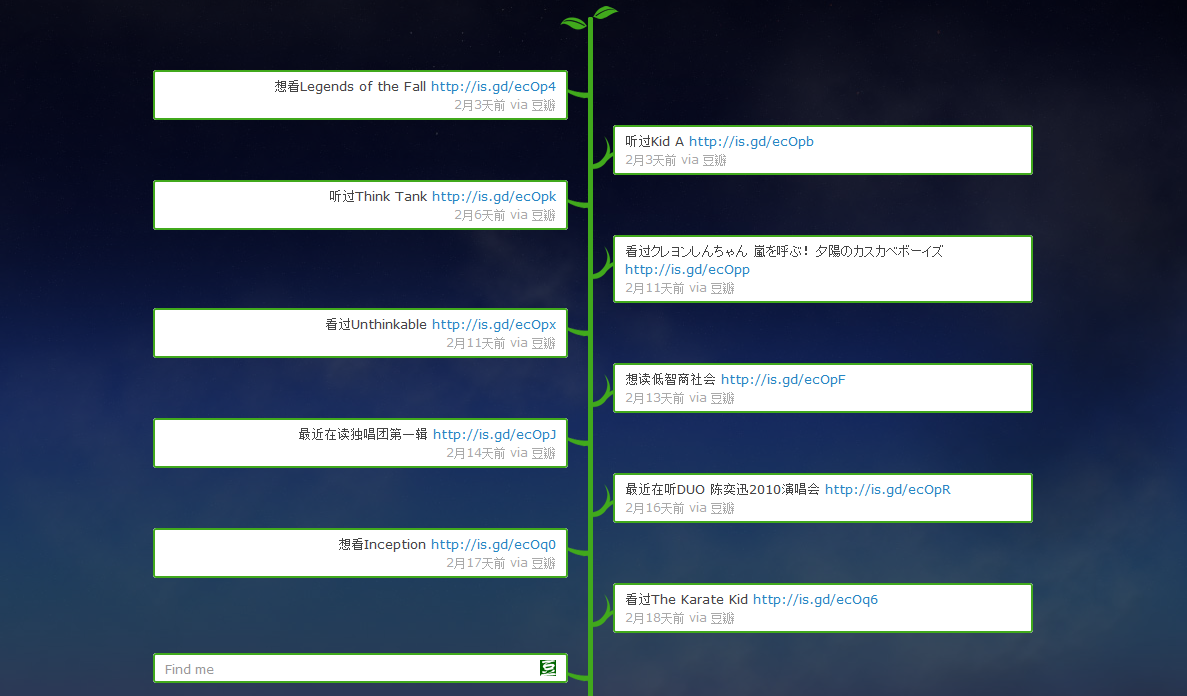 想看Legends of the Fall http://is.gd/ecOp4
2月3天前 via 豆瓣
听过Kid A http://is.gd/ecOpb
2月3天前 via 豆瓣
听过Think Tank http://is.gd/ecOpk
2月6天前 via 豆瓣
看过クレヨンしんちゃん 嵐を呼ぶ! 夕陽のカスカベボーイズ
http://is.gd/ecOpp
2月11天前 via 豆瓣
看过Unthinkable http://is.gd/ecOpx
2月11天前 via 豆瓣
想读低智商社会 http://is.gd/ecOpF
2月13天前 via 豆瓣
最近在读独唱团第一辑 http://is.gd/ecOpJ
2月14天前 via 豆瓣
最近在听DUO 陈奕迅2010演唱会 http://is.gd/ecOpR
2月16天前 via 豆瓣
想看Inception http://is.gd/ecOq0
2月17天前 via 豆瓣
看过The Karate Kid http://is.gd/ecOq6
2月18天前 via 豆瓣
Find me